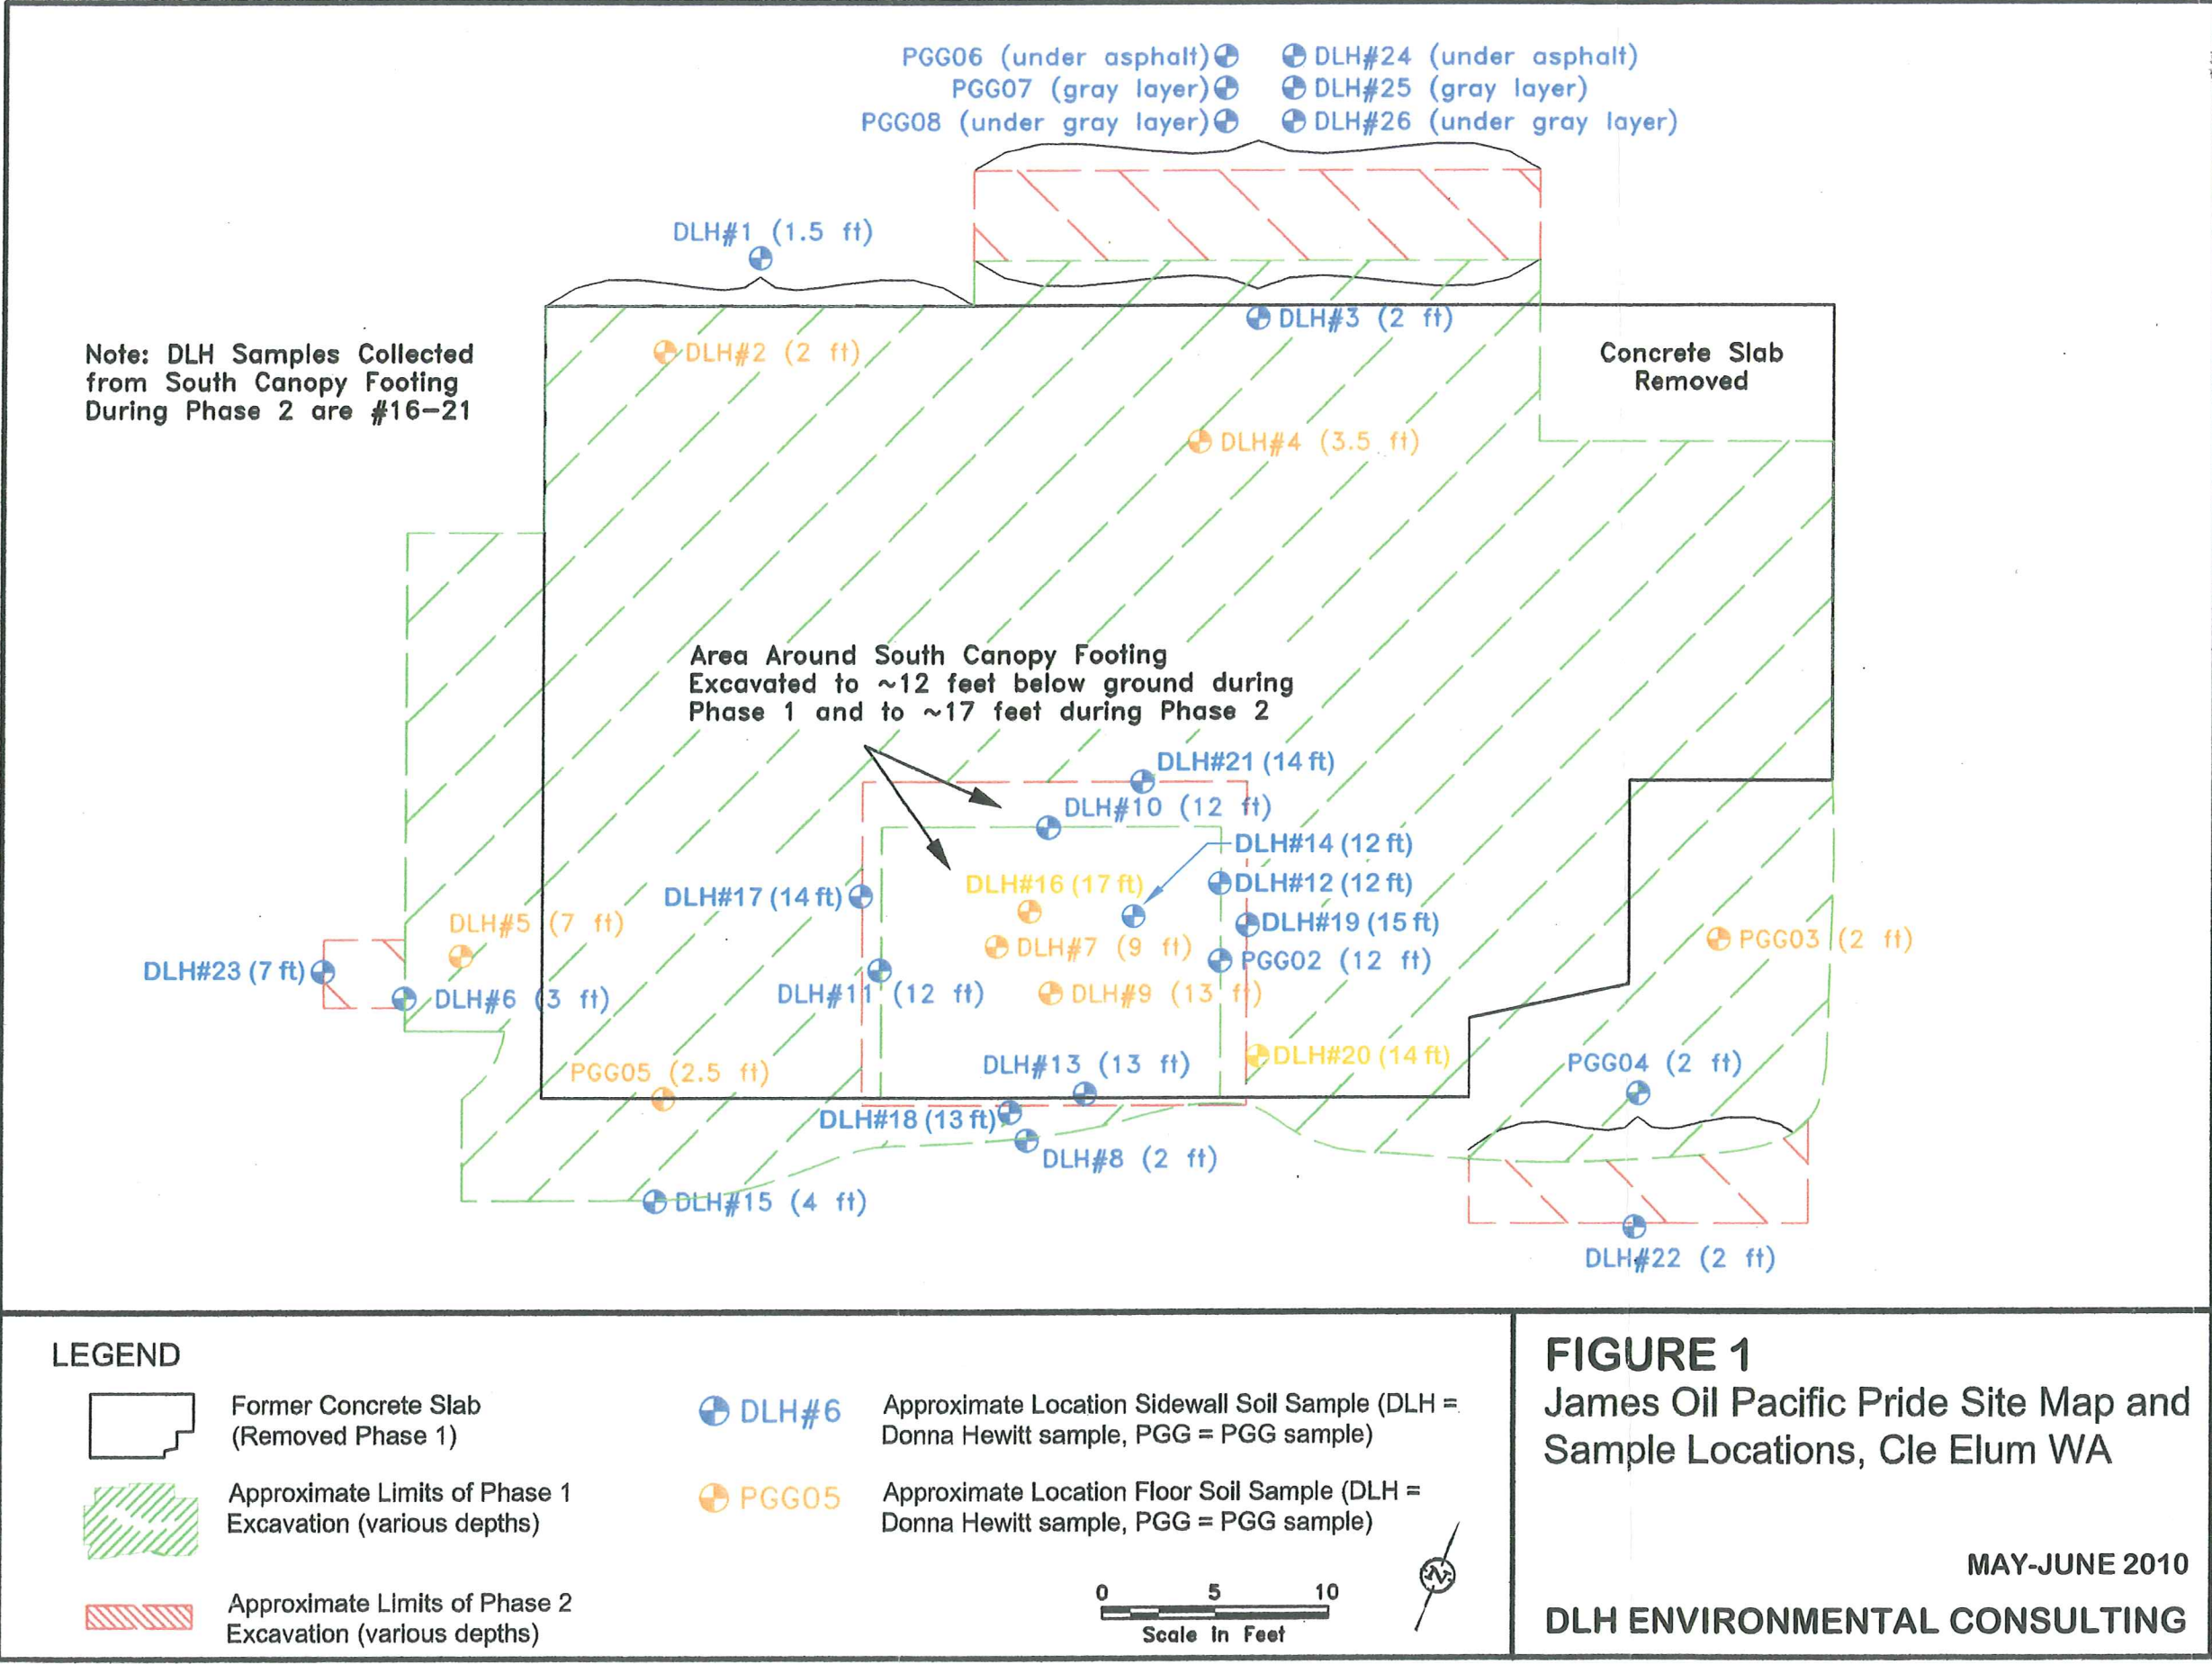 PGG06 (under asphalt) DLH#24 (under asphalt)
PGG07 (gray layer) DLH#25 (gray layer)
PGG08 (under gray layer) DLH#26 (under gray layer)
DLH#1 (1.5 ft)
DLH#3 (2 ft)
DLH#2 (2 ft)
Concrete Slab
Removed
Note: DLH Samples Collected
from South Canopy Footing
During Phase 2 are #16-21
DLH#4 (3.5 ft)
Area Around South Canopy Footing
Excavated to ~12 feet below ground during
Phase 1 and to ~17 feet during Phase 2
DLH#21 (14 ft)
DLH#10 (12 ft)
DLH#14 (12 ft)
DLH#16 (17 ft)
DLH#12 (12 ft)
DLH#17 (14 ft)
DLH#19 (15 ft)
DLH#5 (7 ft)
DLH#7 (9 ft)
PGG03 (2 ft)
PGG02 (12 ft)
DLH#23 (7 ft)
DLH#6 (3 ft)
DLH#11 (12 ft)
DLH#9 (13 ft)
DLH#20 (14 ft)
DLH#13 (13 ft)
PGG04 (2 ft)
PGG05 (2.5 ft)
DLH#18 (13 ft)
DLH#8 (2 ft)
DLH#15 (4 ft)
DLH#22 (2 ft)
LEGEND
Former Concrete Slab
(Removed Phase 1)
Approximate Limits of Phase 1
Excavation (various depths)
Approximate Limits of Phase 2
Excavation (various depths)
DLH#6
Approximate Location Sidewall Soil Sample (DLH =
Donna Hewitt sample, PGG = PGG sample)
PGG05
Approximate Location Floor Soil Sample (DLH =
Donna Hewitt sample, PGG = PGG sample)
0 5 10
Scale In Feet
N
FIGURE 1
James Oil Pacific Pride Site Map and
Sample Locations, Cle Elum WA
MAY-JUNE 2010
DLH ENVIRONMENTAL CONSULTING